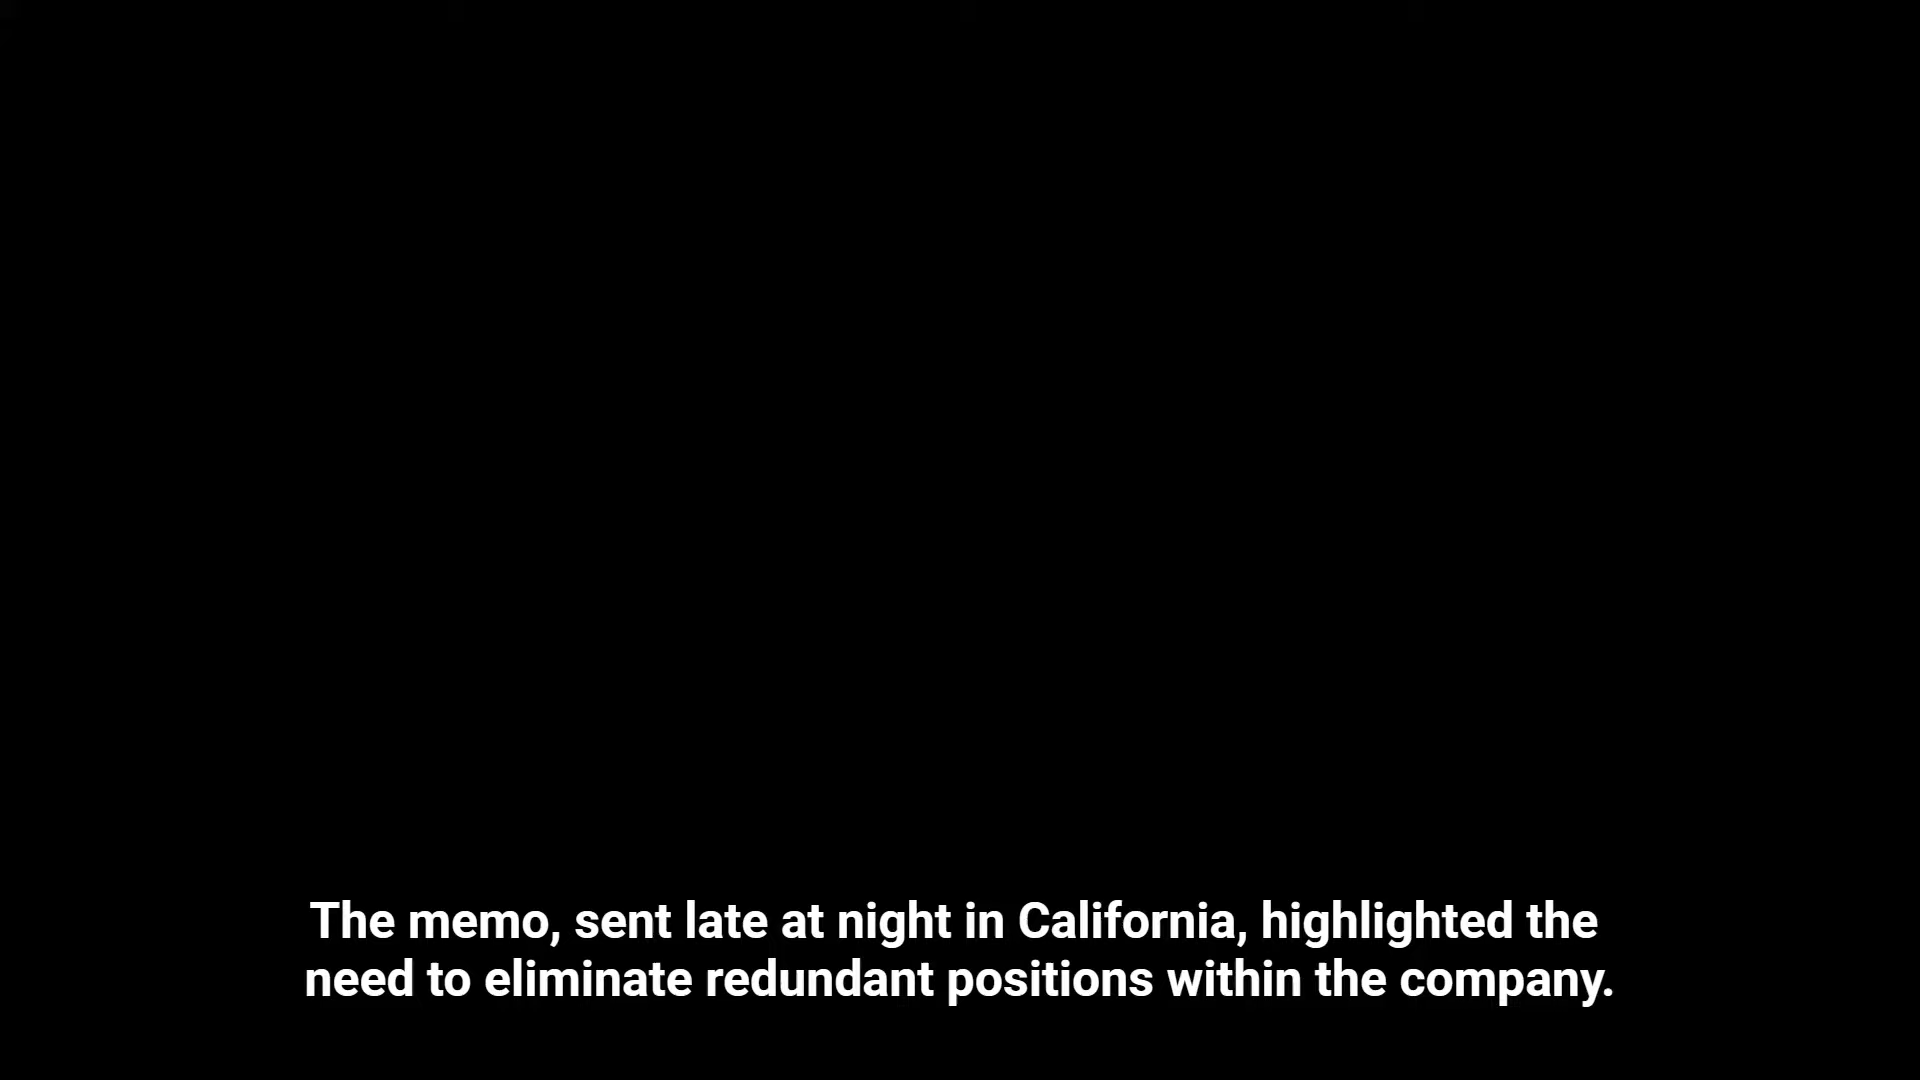 The memo, sent late at night in California, highlighted the
need to eliminate redundant positions within the company.